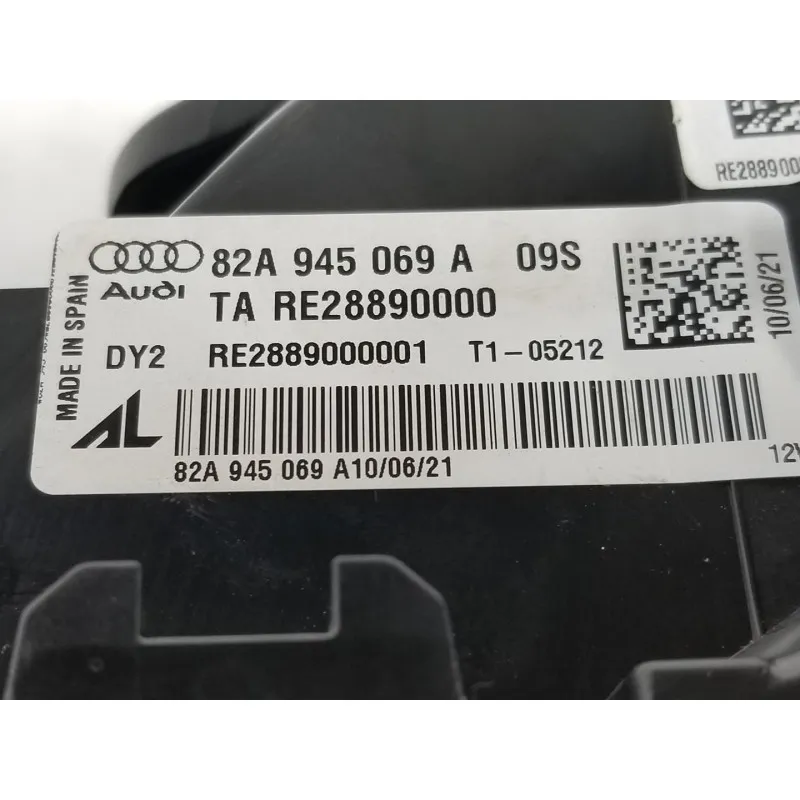 RE28890
MADE IN SPAIN
Audi
82A 945 069 A 09S
TA RE28890000
DY2 RE2889000001 T1-05212
10/06/21
AL
82A 945 069 A10/06/21
12V